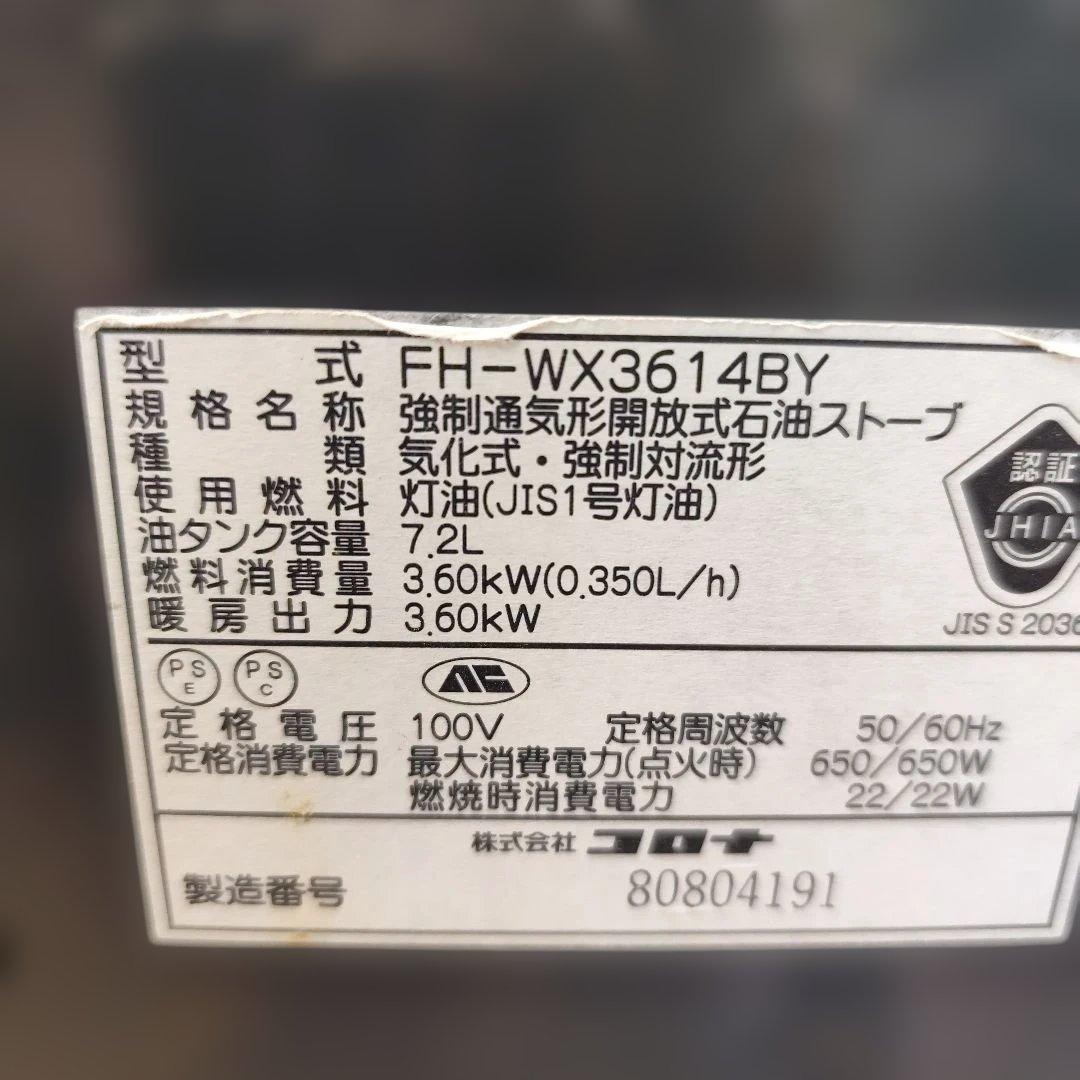 型式 FH-WX3614BY
規格名称 強制通気形開放式石油ストーブ
種類 気化式・強制対流形
使用燃料 灯油(JIS1号灯油)
油タンク容量 7.2L
燃料消費量 3.60kW(0.350L/h)
暖房出力 3.60kW
認証
JHIA
JIS S 2036
PS E PS C
定格電圧 100V 定格周波数 50/60Hz
定格消費電力 最大消費電力(点火時) 650/650W
燃焼時消費電力 22/22W
株式会社 コロナ
製造番号 80804191